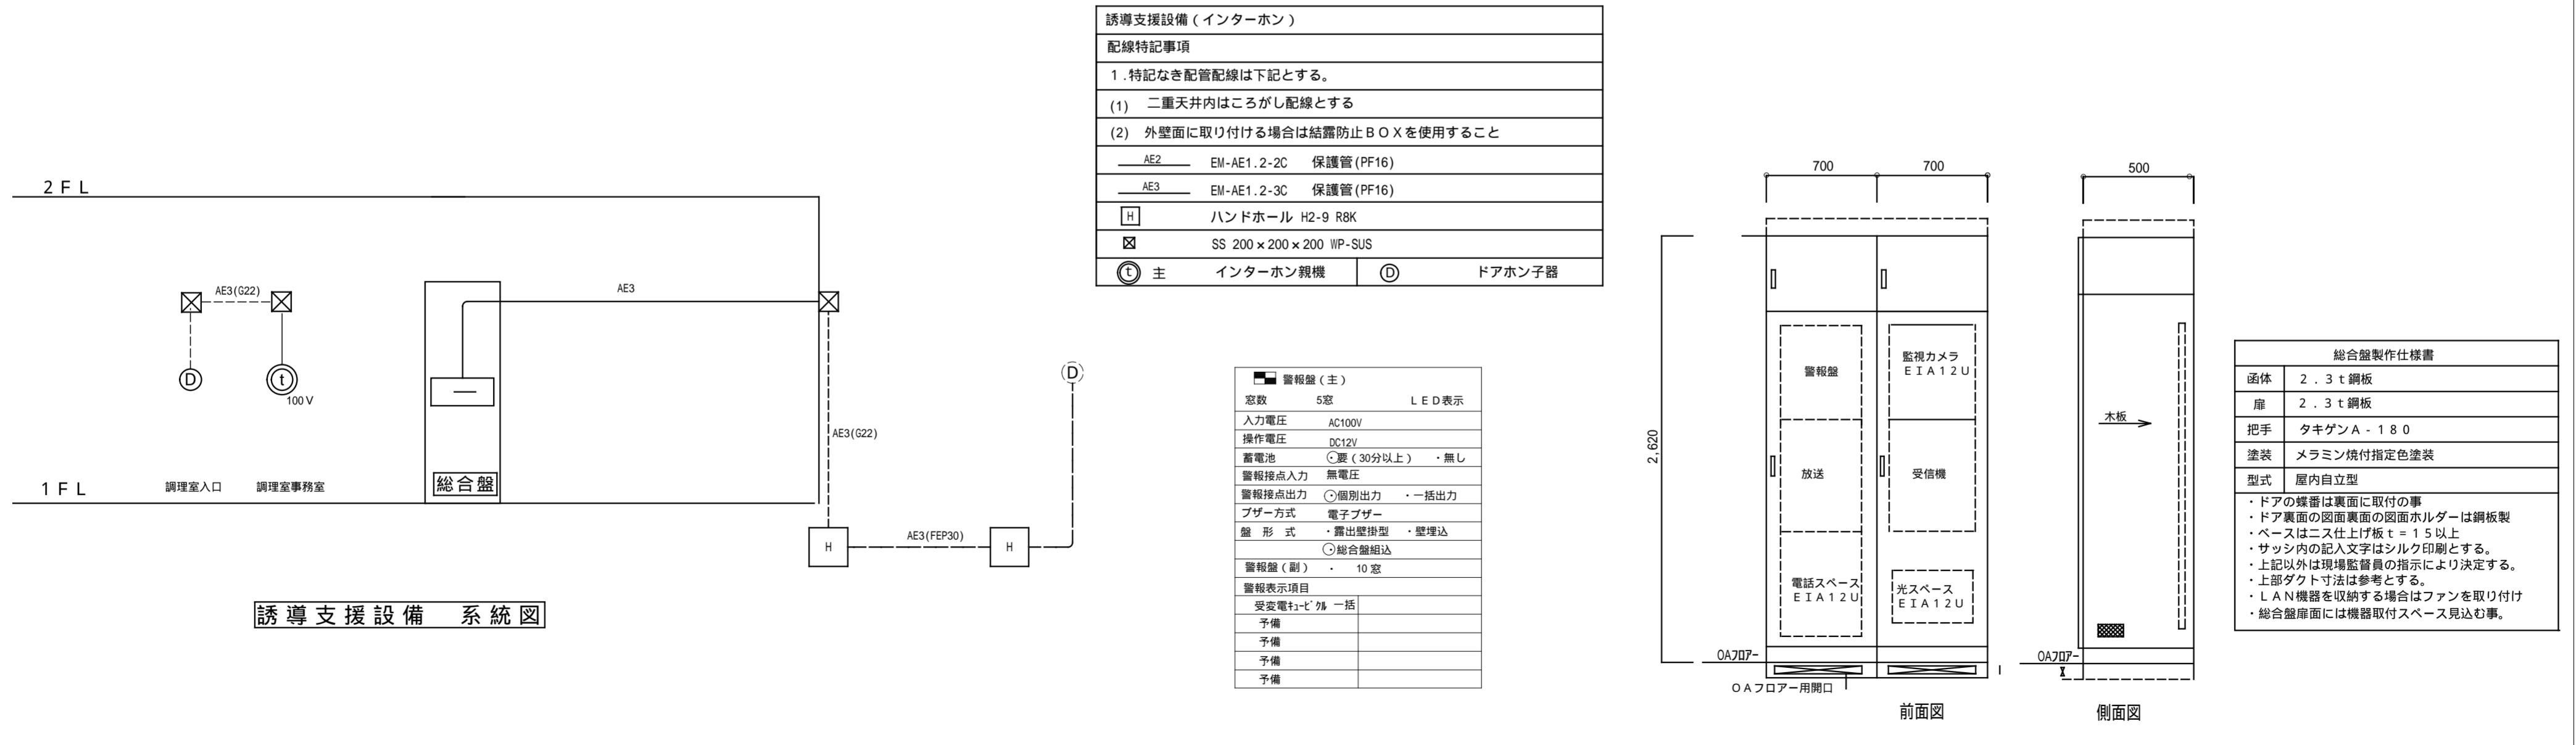 誘導支援設備（インターホン）
配線特記事項
１.特記なき配管配線は下記とする。
(1) 二重天井内はころがし配線とする
(2) 外壁面に取り付ける場合は結露防止ＢＯＸを使用すること
AE2 EM-AE1.2-2C 保護管(PF16)
AE3 EM-AE1.2-3C 保護管(PF16)
H ハンドホール H2-9 R8K
SS 200×200×200 WP-SUS
t 主 インターホン親機 D ドアホン子器
２ＦＬ
AE3(G22)
AE3
D
t
100V
AE3(G22)
D
総合盤
１ＦＬ
調理室入口 調理室事務室
H
AE3(FEP30)
H
誘導支援設備 系統図
警報盤（主）
窓数 5窓 ＬＥＤ表示
入力電圧 AC100V
操作電圧 DC12V
蓄電池 ・要（30分以上） ・無し
警報接点入力 無電圧
警報接点出力 ・個別出力 ・一括出力
ブザー方式 電子ブザー
盤 形 式 ・露出壁掛型 ・壁埋込
・総合盤組込
警報盤（副） ・ 10窓
警報表示項目
受変電ｷｭｰﾋﾞｸﾙ 一括
予備
予備
予備
予備
700 700
2,620
警報盤
監視カメラ
ＥＩＡ１２Ｕ
放送
受信機
電話スペース
ＥＩＡ１２Ｕ
光スペース
ＥＩＡ１２Ｕ
OAﾌﾛｱｰ
ＯＡフロアー用開口
前面図
500
木板
OAﾌﾛｱｰ
側面図
総合盤製作仕様書
函体 ２．３ｔ鋼板
扉 ２．３ｔ鋼板
把手 タキゲンＡ‐１８０
塗装 メラミン焼付指定色塗装
型式 屋内自立型
・ドアの蝶番は裏面に取付の事
・ドア裏面の図面裏面の図面ホルダーは鋼板製
・ベースはニス仕上げ板ｔ＝１５以上
・サッシ内の記入文字はシルク印刷とする。
・上記以外は現場監督員の指示により決定する。
・上部ダクト寸法は参考とする。
・ＬＡＮ機器を収納する場合はファンを取り付け
・総合盤扉面には機器取付スペース見込む事。